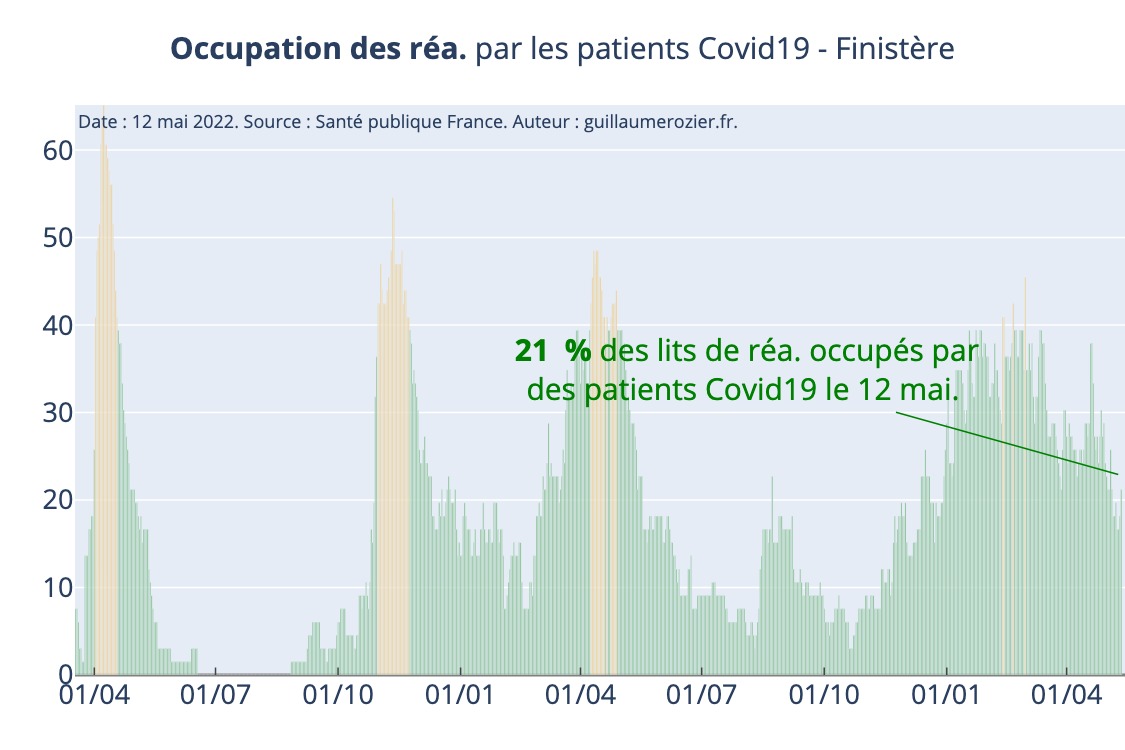 Occupation des réa. par les patients Covid19 - Finistère
Date : 12 mai 2022. Source : Santé publique France. Auteur : guillaumerozier.fr.
60
50
40
21 % des lits de réa. occupés par
des patients Covid19 le 12 mai.
30
20
10
0
01/04 01/07 01/10 01/01 01/04 01/07 01/10 01/01 01/04